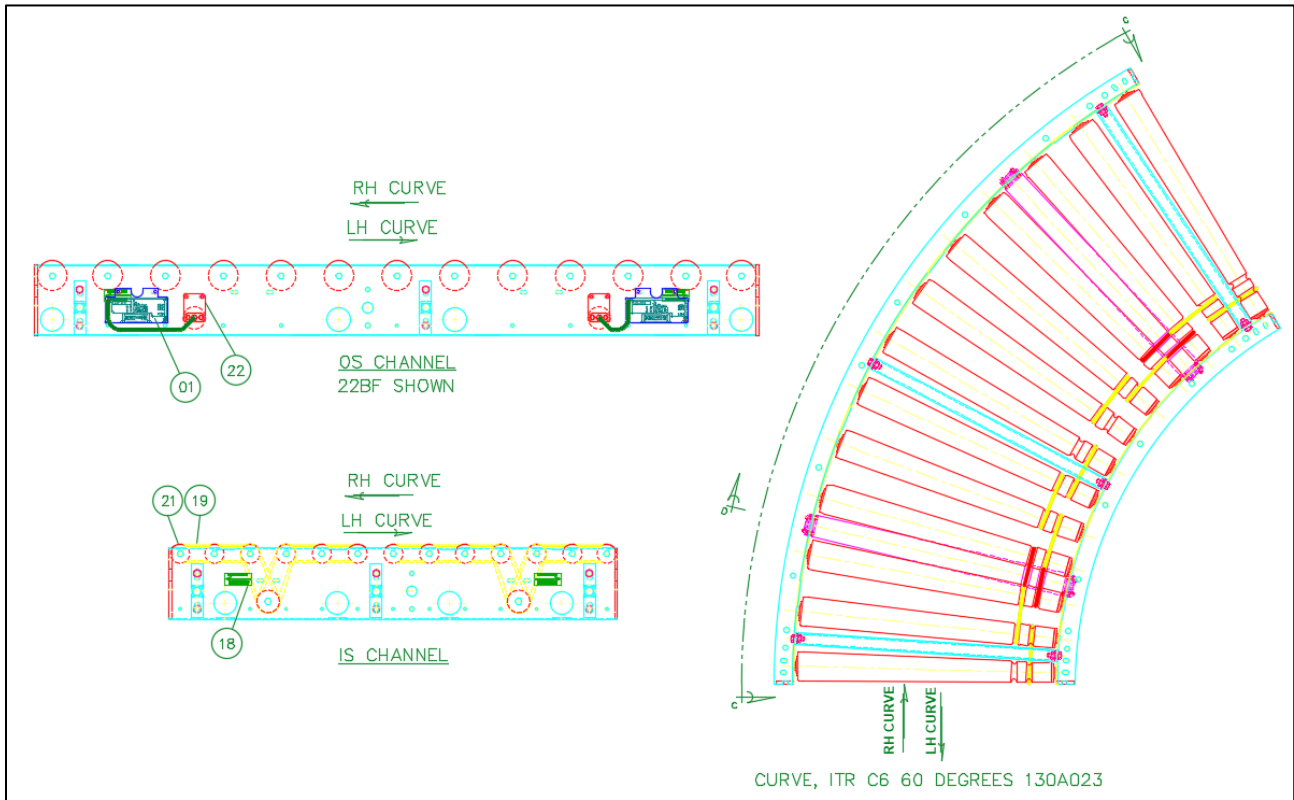 RH CURVE
LH CURVE
01
22
OS CHANNEL
22BF SHOWN
RH CURVE
LH CURVE
21
19
18
IS CHANNEL
C
D
C
RH CURVE
LH CURVE
CURVE, ITR C6 60 DEGREES 130A023